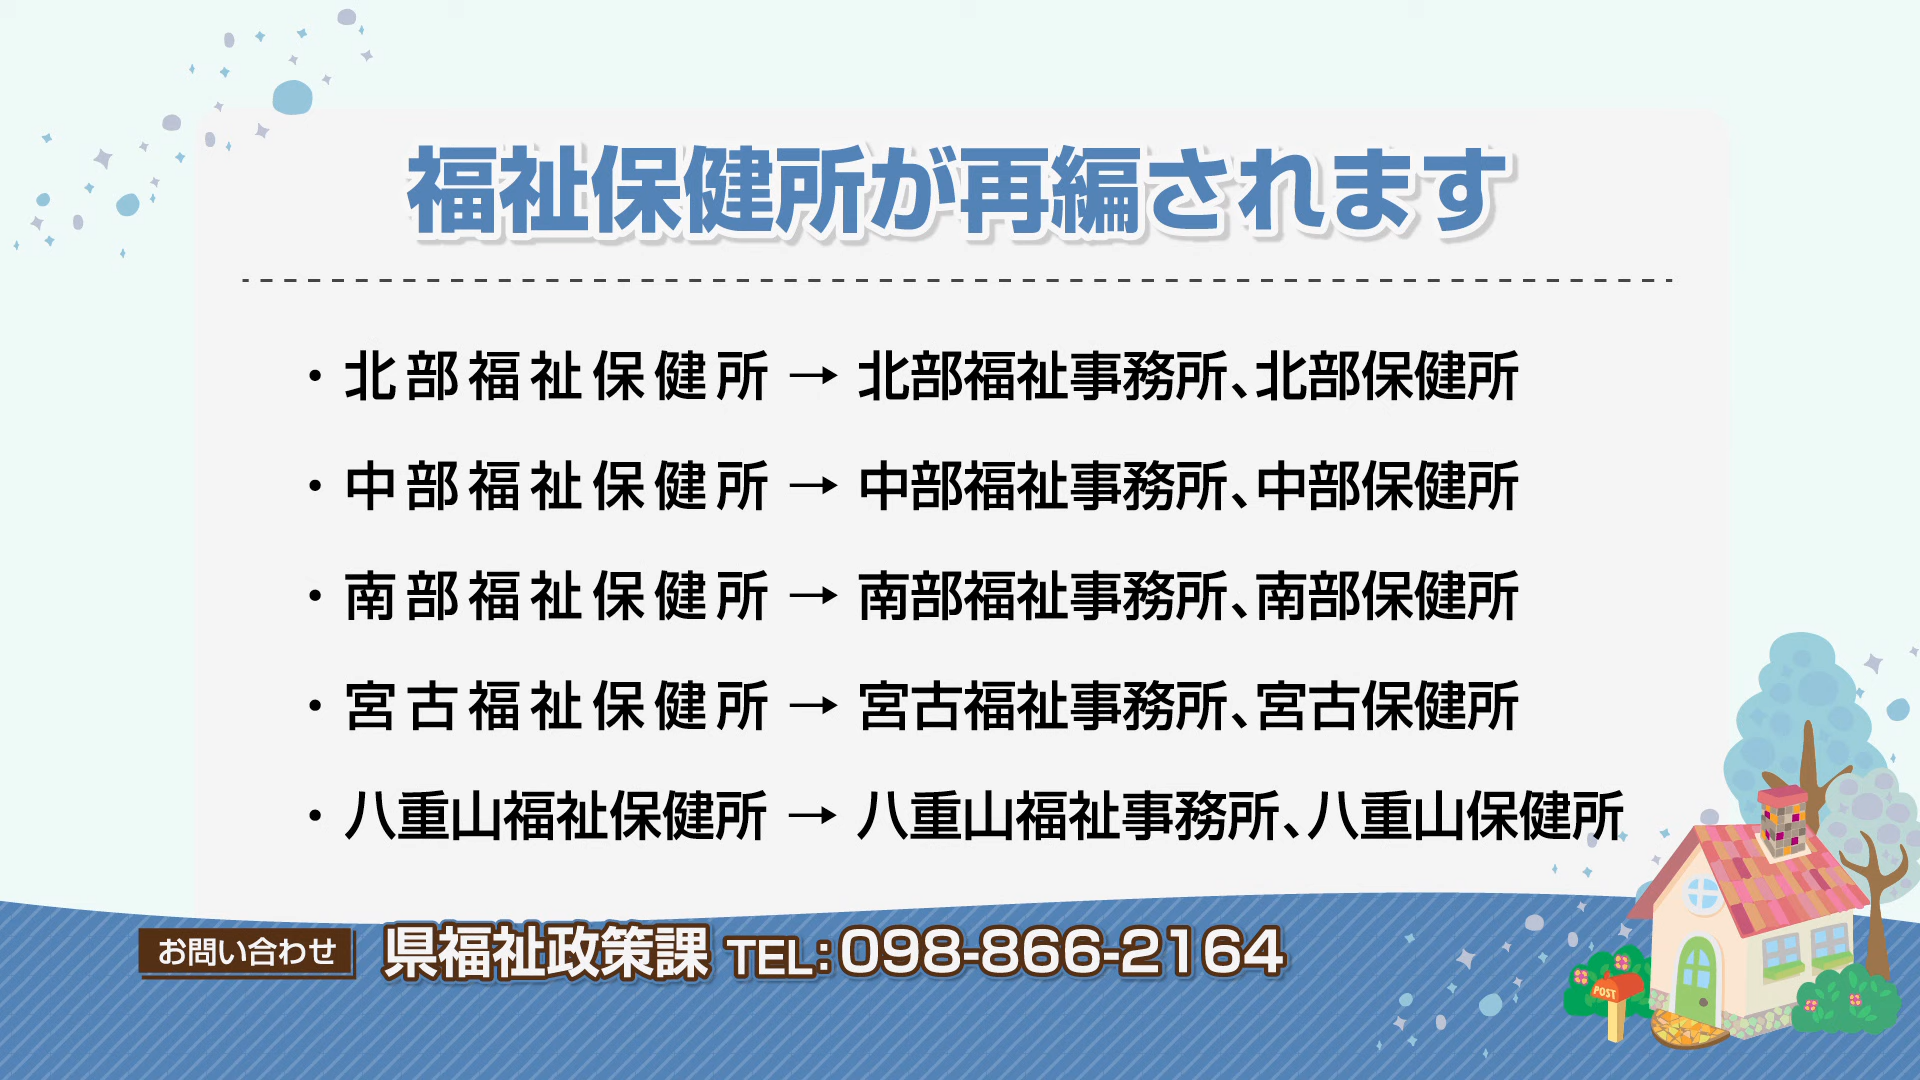 福祉保健所が再編されます
・北部福祉保健所 → 北部福祉事務所、北部保健所
・中部福祉保健所 → 中部福祉事務所、中部保健所
・南部福祉保健所 → 南部福祉事務所、南部保健所
・宮古福祉保健所 → 宮古福祉事務所、宮古保健所
・八重山福祉保健所 → 八重山福祉事務所、八重山保健所
お問い合わせ 県福祉政策課 TEL:098-866-2164
POST